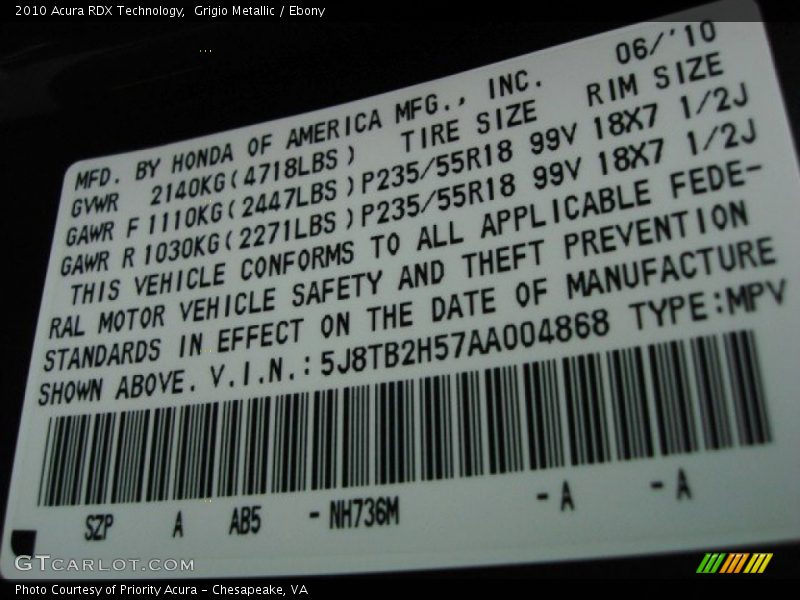 2010 Acura RDX Technology,  Grigio Metallic / Ebony
06/'10
MFD. BY HONDA OF AMERICA MFG., INC.
GVWR 2140KG(4718LBS) TIRE SIZE RIM SIZE
GAWR F 1110KG(2447LBS)P235/55R18 99V 18X7 1/2J
GAWR R 1030KG(2271LBS)P235/55R18 99V 18X7 1/2J
THIS VEHICLE CONFORMS TO ALL APPLICABLE FEDE-
RAL MOTOR VEHICLE SAFETY AND THEFT PREVENTION
STANDARDS IN EFFECT ON THE DATE OF MANUFACTURE
SHOWN ABOVE. V.I.N.:5J8TB2H57AA004868 TYPE:MPV
SZP A AB5 -NH736M -A -A
GTCARLOT.COM
Photo Courtesy of Priority Acura - Chesapeake, VA